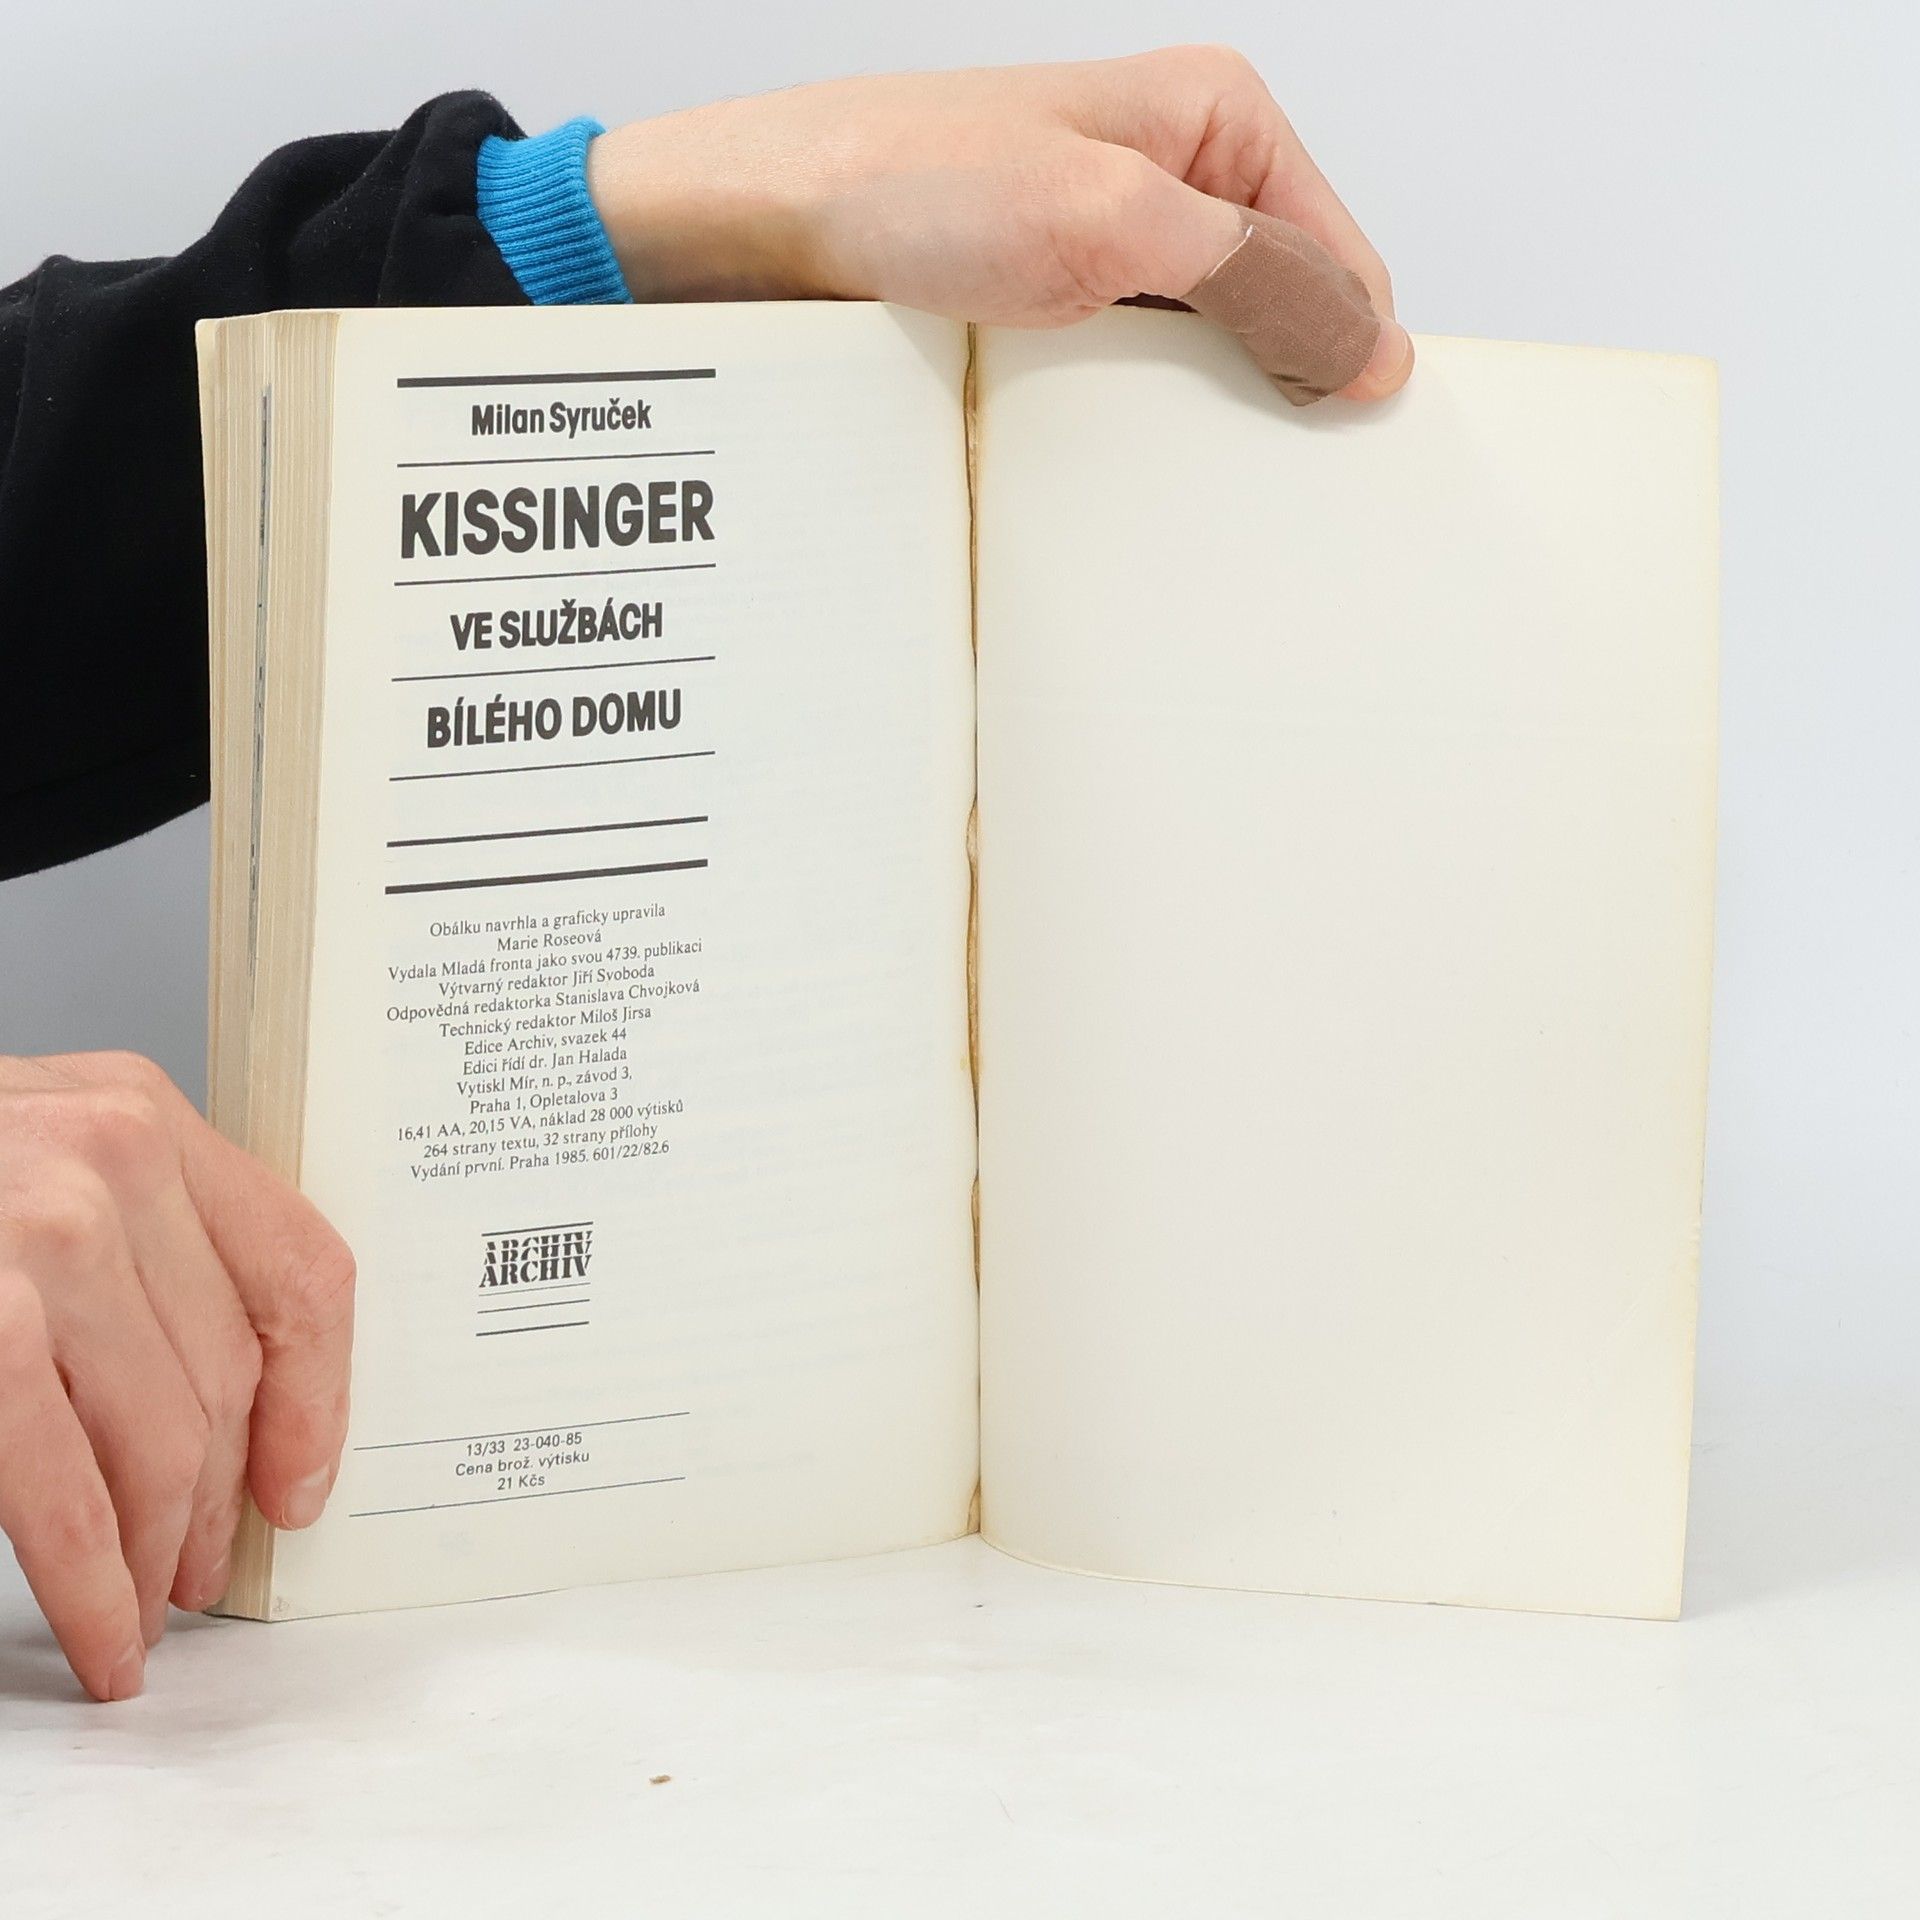 Milan Syruček
KISSINGER
VE SLUŽBÁCH
BÍLÉHO DOMU
Obálku navrhla a graficky upravila
Marie Roseová
Vydala Mladá fronta jako svou 4739. publikaci
Výtvarný redaktor Jiří Svoboda
Odpovědná redaktorka Stanislava Chvojková
Technický redaktor Miloš Jirsa
Edice Archiv, svazek 44
Edici řídí dr. Jan Halada
Vytiskl Mír, n. p., závod 3,
Praha 1, Opletalova 3
16,41 AA, 20,15 VA, náklad 28 000 výtisků
264 strany textu, 32 strany přílohy
Vydání první. Praha 1985. 601/22/82.6
ARCHIV
ARCHIV
13/33 23-040-85
Cena brož. výtisku
21 Kčs